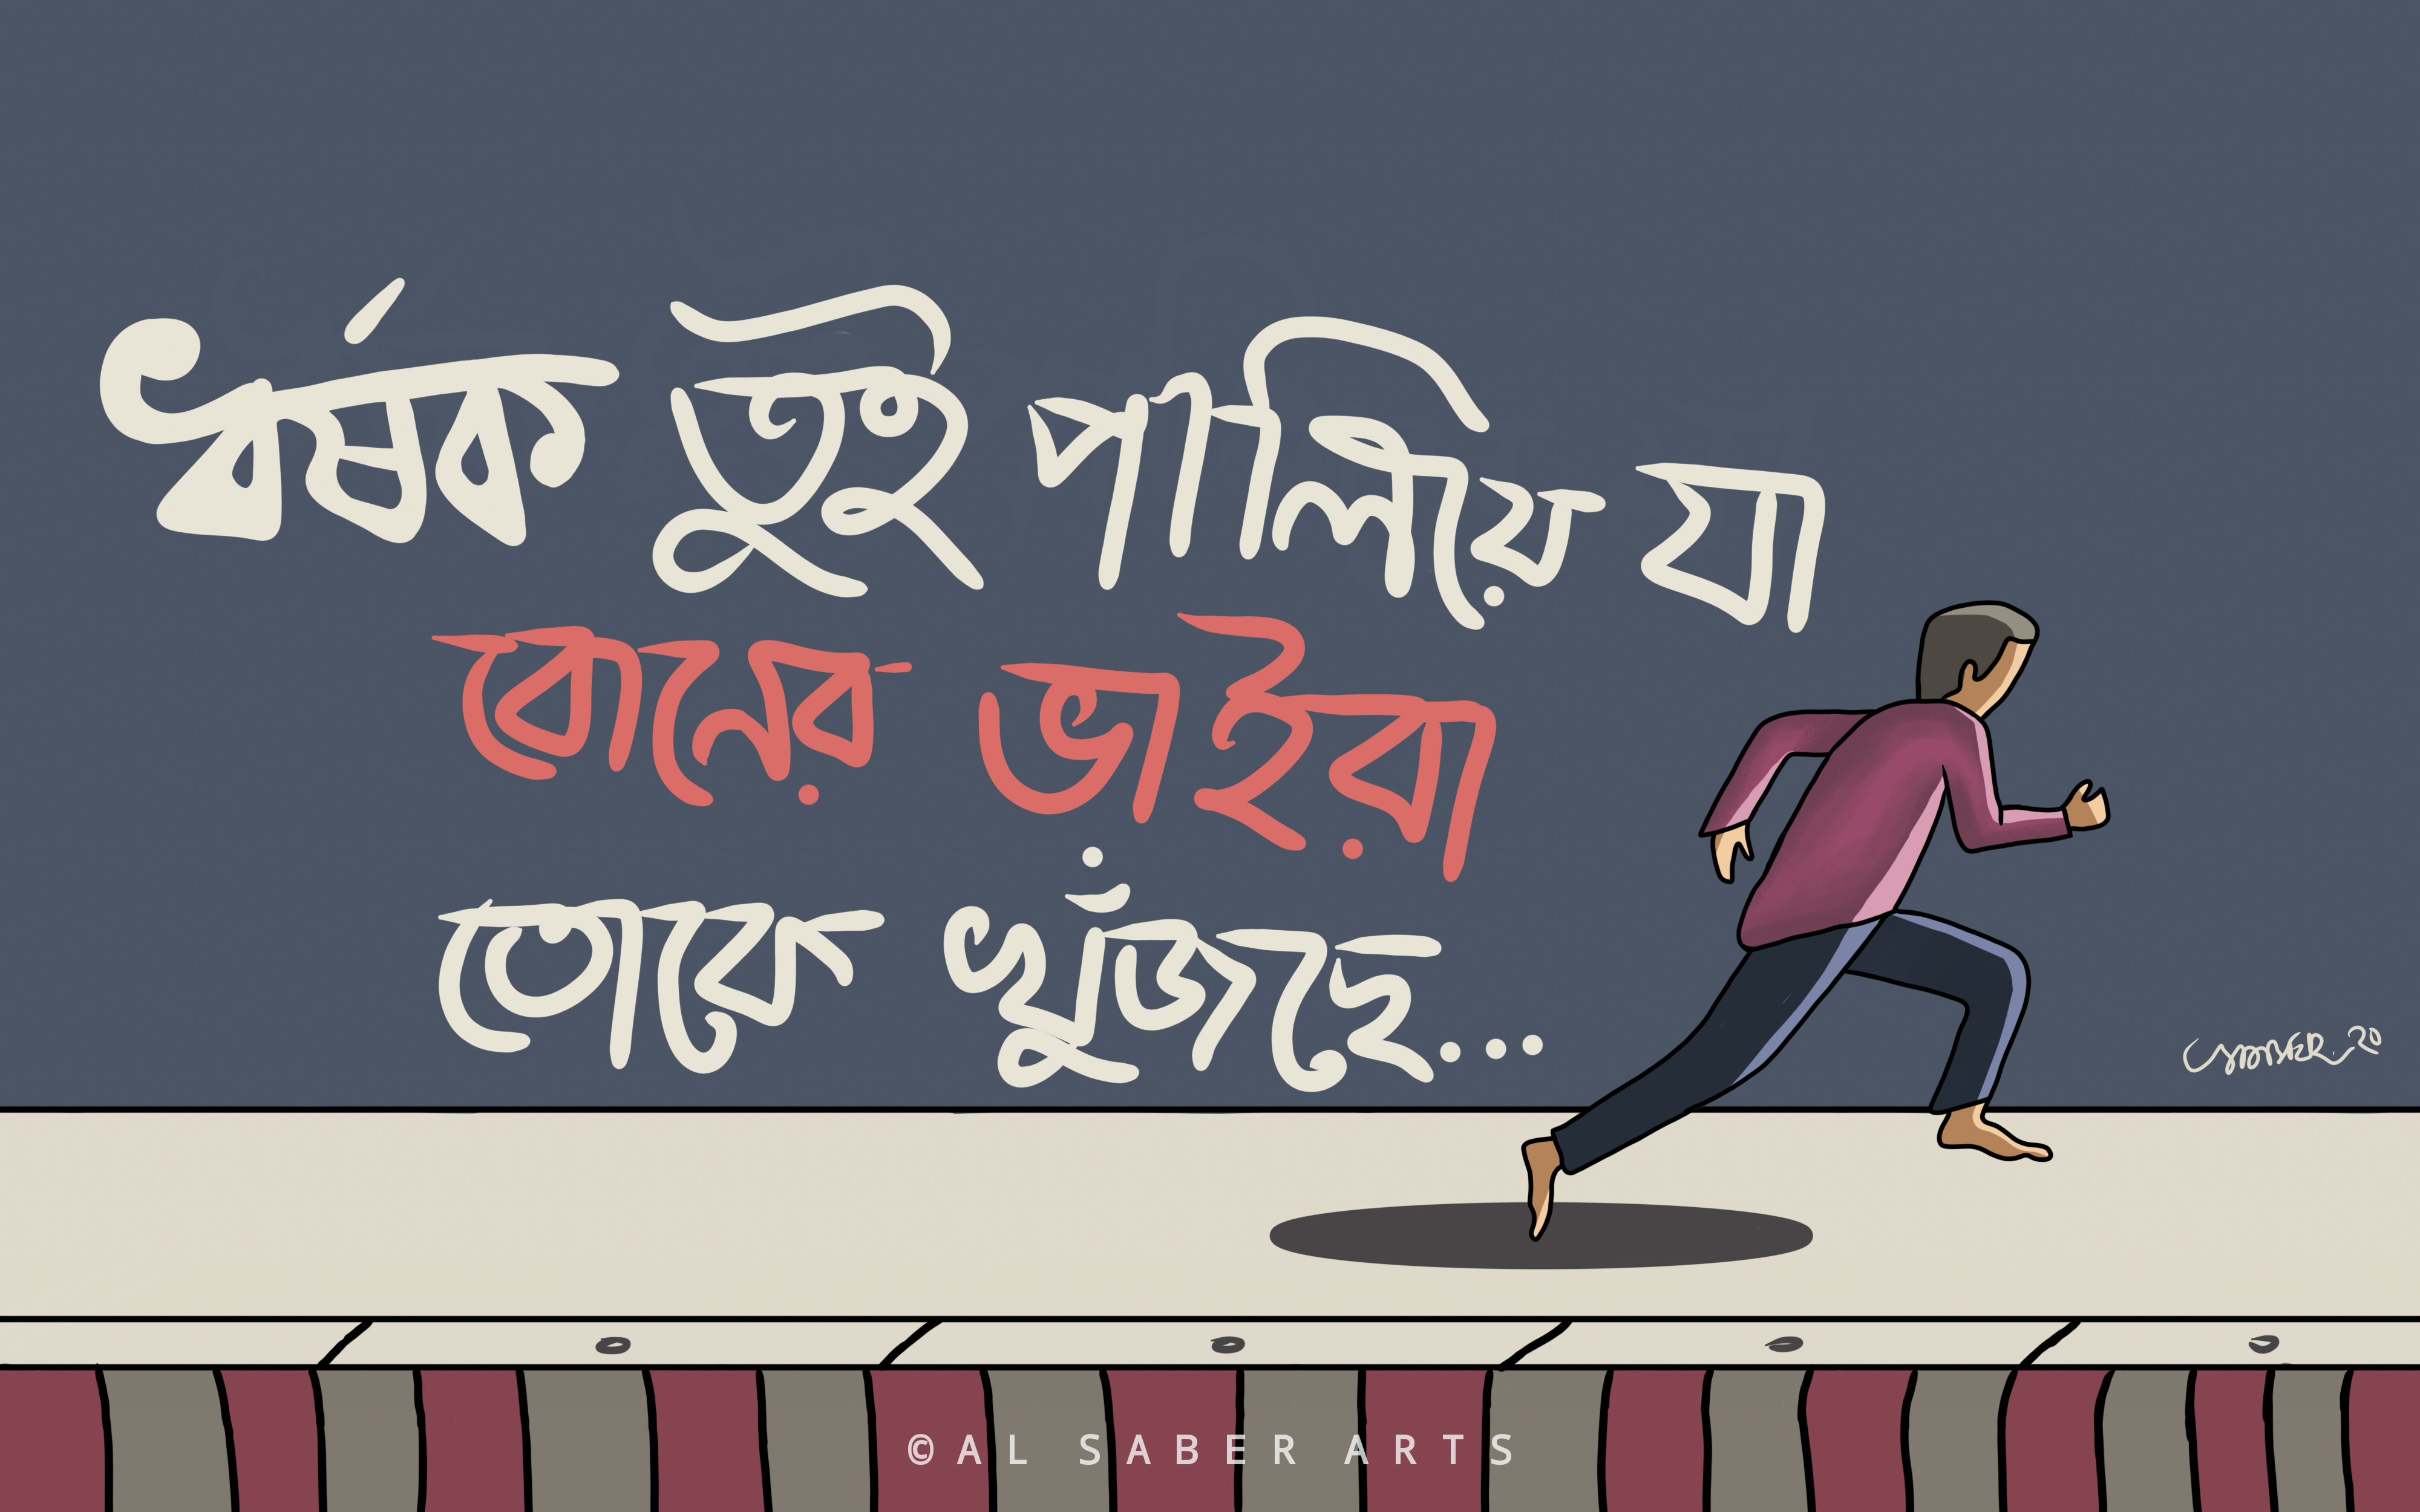 ধর্ষক তুই পালিয়ে যা
বোনের ভাইরা
তোকে খুঁজছে...
©AL SABER ARTS